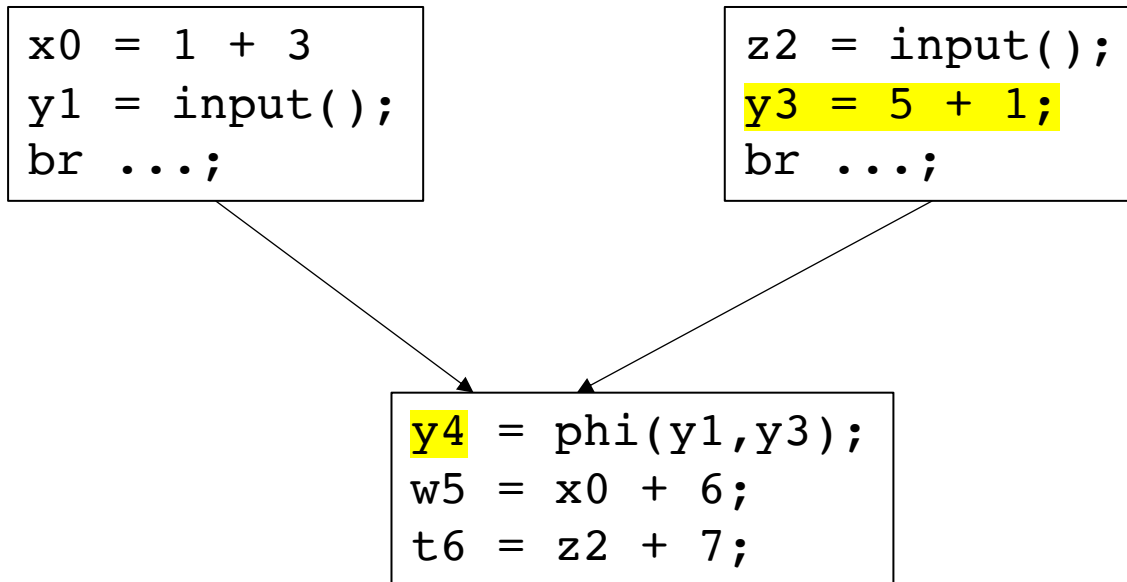 x0 = 1 + 3
y1 = input();
br ...;
z2 = input();
y3 = 5 + 1;
br ...;
y4 = phi(y1,y3);
w5 = x0 + 6;
t6 = z2 + 7;